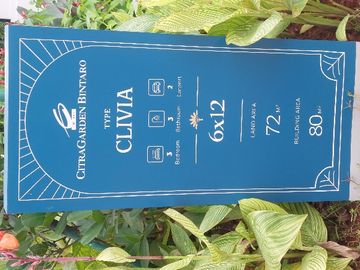 CITRAGARDEN BINTARO
TYPE
CLIVIA
3 3 2
Bedroom Bathroom Carport
6x12
LAND AREA
72 M²
BUILDING AREA
80 M²